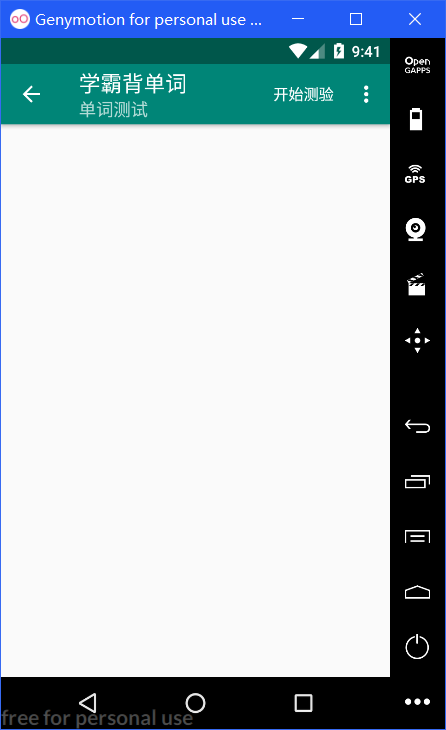 Genymotion for personal use ...
9:41
Open
GAPPS
学霸背单词
单词测试
开始测验
GPS
free for personal use